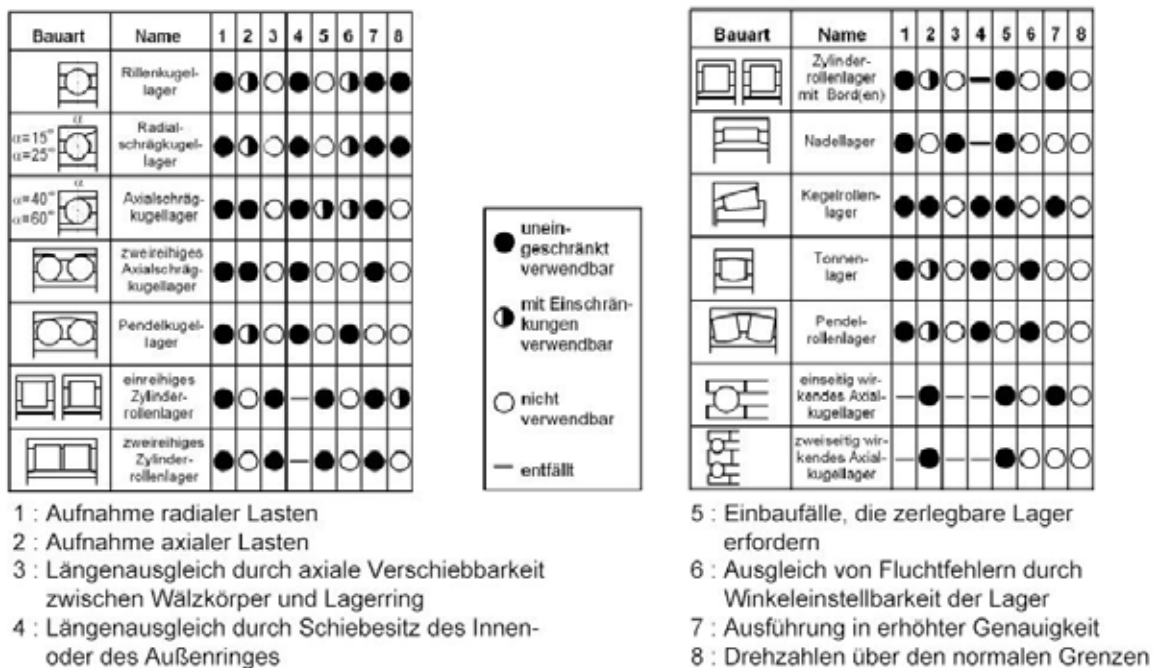 Bauart Name 1 2 3 4 5 6 7 8
Rillenkugel-
lager
α
α=15°
α=25°
Radial-
schrägkugel-
lager
α
α=40°
α=60°
Axialschräg-
kugellager
zweireihiges
Axialschräg-
kugellager
Pendelkugel-
lager
einreihiges
Zylinder-
rollenlager
zweireihiges
Zylinder-
rollenlager
1 : Aufnahme radialer Lasten
2 : Aufnahme axialer Lasten
3 : Längenausgleich durch axiale Verschiebbarkeit
zwischen Wälzkörper und Lagerring
4 : Längenausgleich durch Schiebesitz des Innen-
oder des Außenringes
unein-
geschränkt
verwendbar
mit Einschrän-
kungen
verwendbar
nicht
verwendbar
entfällt
Bauart Name 1 2 3 4 5 6 7 8
Zylinder-
rollenlager
mit Bord(en)
Nadellager
Kegelrollen-
lager
Tonnen-
lager
Pendel-
rollenlager
einseitig wir-
kendes Axial-
kugellager
zweiseitig wir-
kendes Axial-
kugellager
5 : Einbaufälle, die zerlegbare Lager
erfordern
6 : Ausgleich von Fluchtfehlern durch
Winkeleinstellbarkeit der Lager
7 : Ausführung in erhöhter Genauigkeit
8 : Drehzahlen über den normalen Grenzen